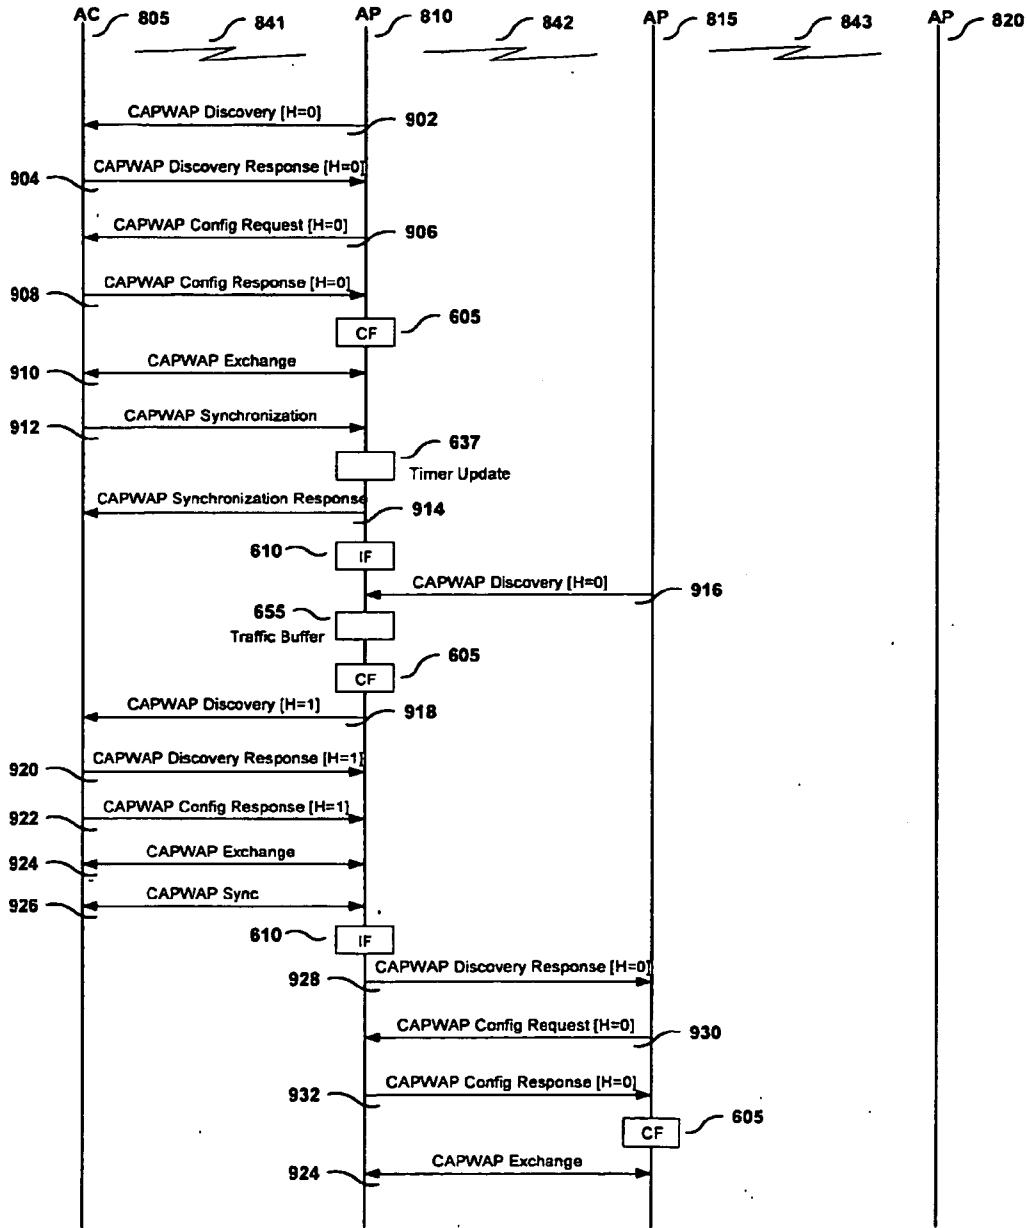 AC 805 841 AP 810 842 AP 815 843 AP 820
CAPWAP Discovery [H=0] 902
904 CAPWAP Discovery Response [H=0]
CAPWAP Config Request [H=0] 906
908 CAPWAP Config Response [H=0]
CF 605
910 CAPWAP Exchange
912 CAPWAP Synchronization
637
Timer Update
CAPWAP Synchronization Response 914
610 IF
CAPWAP Discovery [H=0] 916
655
Traffic Buffer
CF 605
CAPWAP Discovery [H=1] 918
920 CAPWAP Discovery Response [H=1]
922 CAPWAP Config Response [H=1]
924 CAPWAP Exchange
926 CAPWAP Sync
610 IF
928 CAPWAP Discovery Response [H=0]
CAPWAP Config Request [H=0] 930
932 CAPWAP Config Response [H=0]
CF 605
924 CAPWAP Exchange